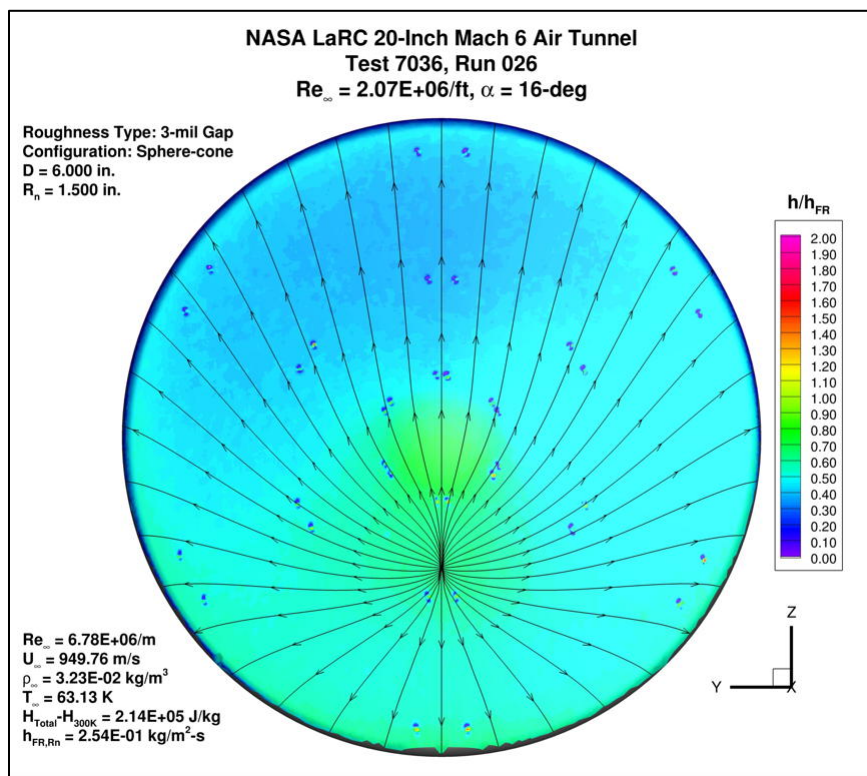 NASA LaRC 20-Inch Mach 6 Air Tunnel
Test 7036, Run 026
Re∞ = 2.07E+06/ft, α = 16-deg
Roughness Type: 3-mil Gap
Configuration: Sphere-cone
D = 6.000 in.
Rn = 1.500 in.
h/hFR
2.00
1.90
1.80
1.70
1.60
1.50
1.40
1.30
1.20
1.10
1.00
0.90
0.80
0.70
0.60
0.50
0.40
0.30
0.20
0.10
0.00
Z
Y
X
Re∞ = 6.78E+06/m
U∞ = 949.76 m/s
ρ∞ = 3.23E-02 kg/m³
T∞ = 63.13 K
HTotal-H300K = 2.14E+05 J/kg
hFR,Rn = 2.54E-01 kg/m²-s